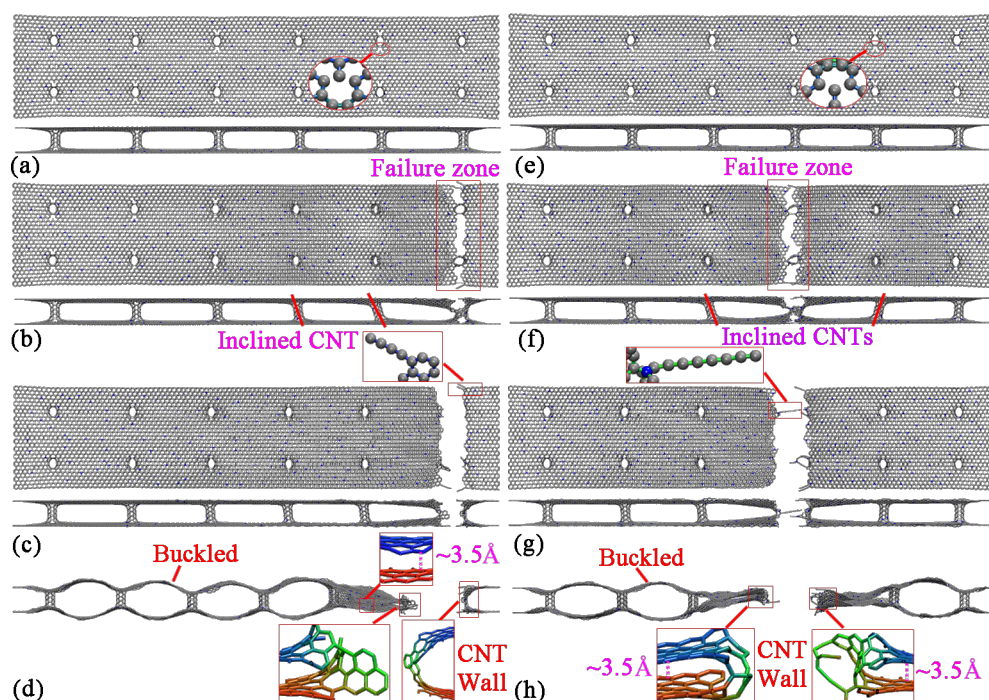 (a)
(e)
Failure zone
Failure zone
(b)
Inclined CNT
(f)
Inclined CNTs
(c)
Buckled
~3.5Å
(g)
Buckled
(d)
CNT
Wall
(h)
~3.5Å
CNT
Wall
~3.5Å